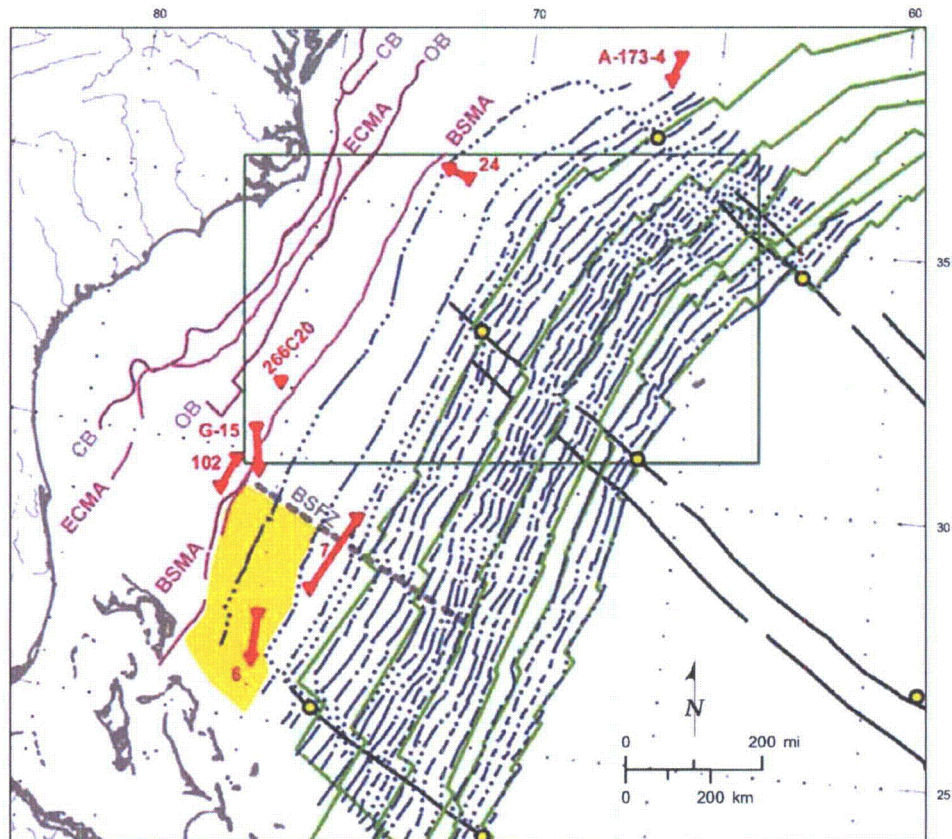 80
70
60
CB
OB
ECMA
BSMA
A-173-4
24
35
266C20
OB
CB
G-15
102
ECMA
BSFZ
7
30
BSMA
6
N
0 200 mi
0 200 km
25